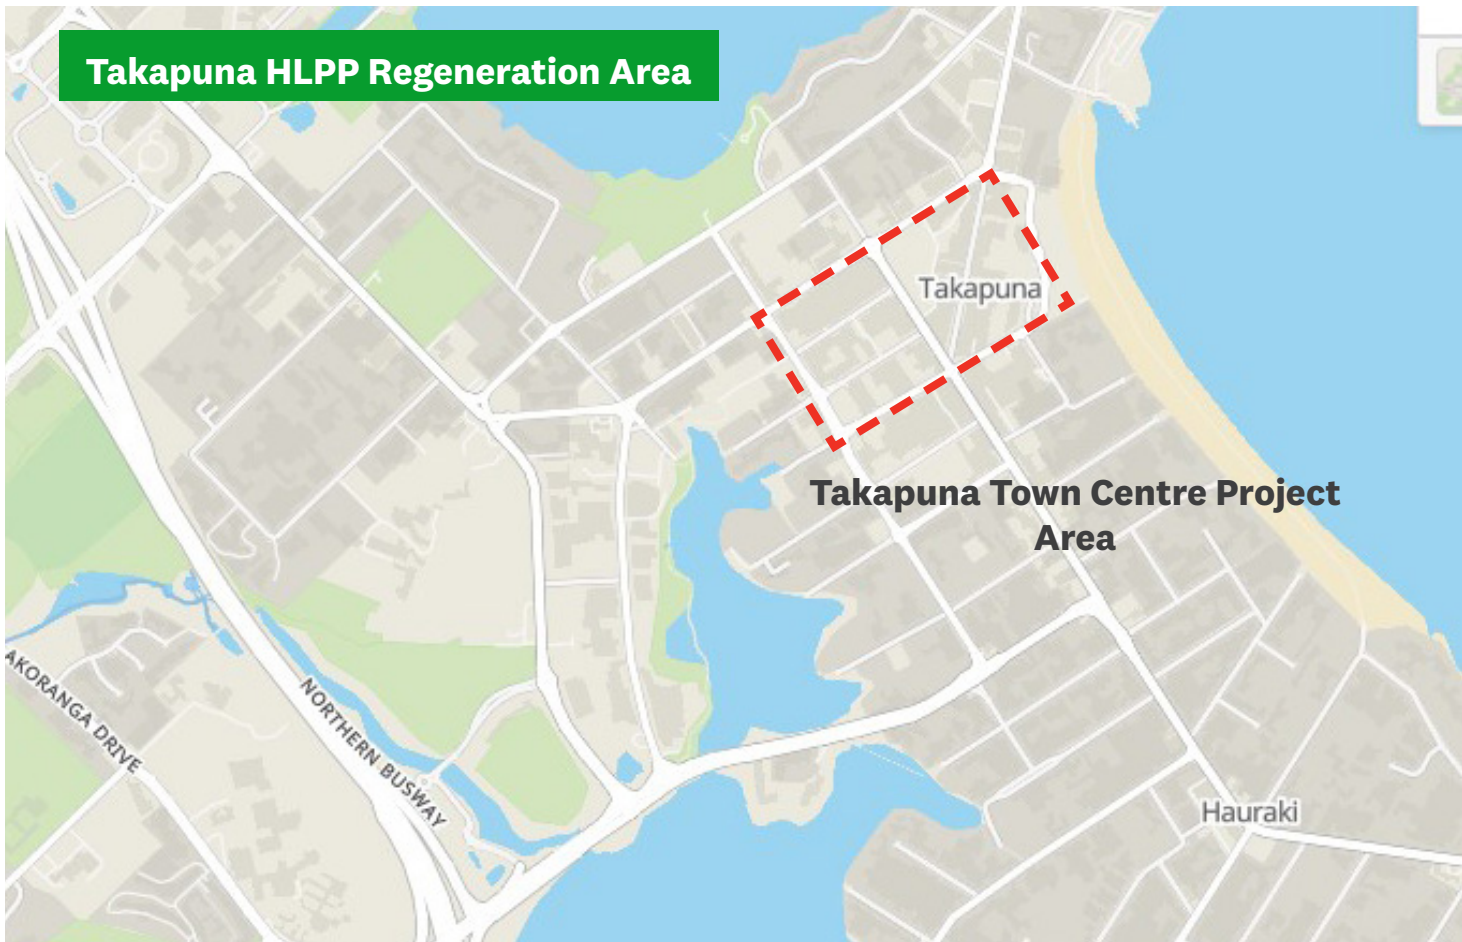 Takapuna HLPP Regeneration Area
Takapuna
Takapuna Town Centre Project
Area
AKORANGA DRIVE
NORTHERN BUSWAY
Hauraki